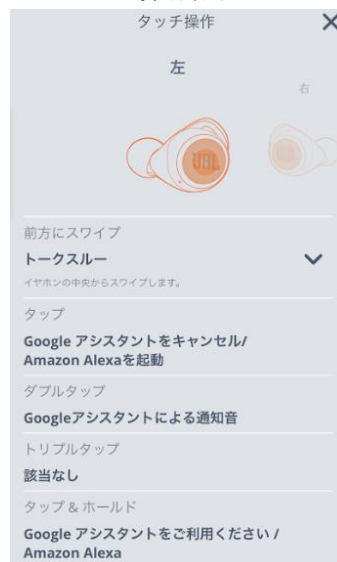 タッチ操作
左
右
JBL
前方にスワイプ
トークスルー
イヤホンの中央からスワイプします。
タップ
Google アシスタントをキャンセル/
Amazon Alexaを起動
ダブルタップ
Googleアシスタントによる通知音
トリプルタップ
該当なし
タップ & ホールド
Google アシスタントをご利用ください /
Amazon Alexa